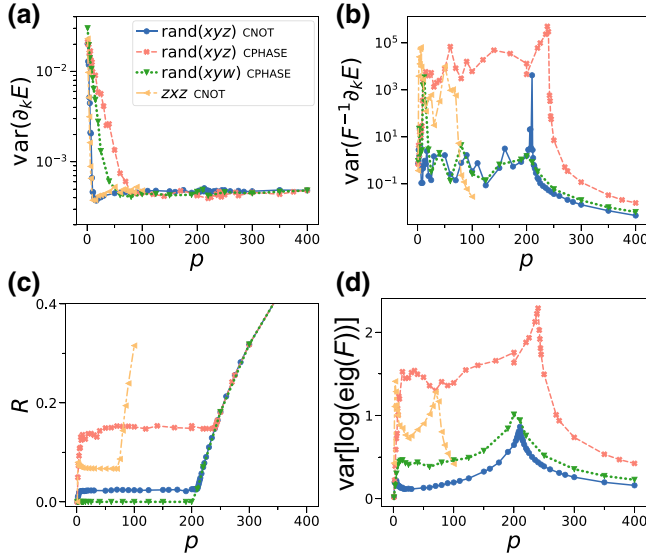 (a)
var(∂ₖE)
10⁻²
10⁻³
0 100 200 300 400
p
rand(xyz) CNOT
rand(xyz) CPHASE
rand(xyw) CPHASE
zxz CNOT
(b)
var(F⁻¹∂ₖE)
10⁵
10²
10⁻¹
0 100 200 300 400
p
(c)
R
0.4
0.2
0.0
0 100 200 300 400
p
(d)
var[log(eig(F))]
2
1
0
0 100 200 300 400
p